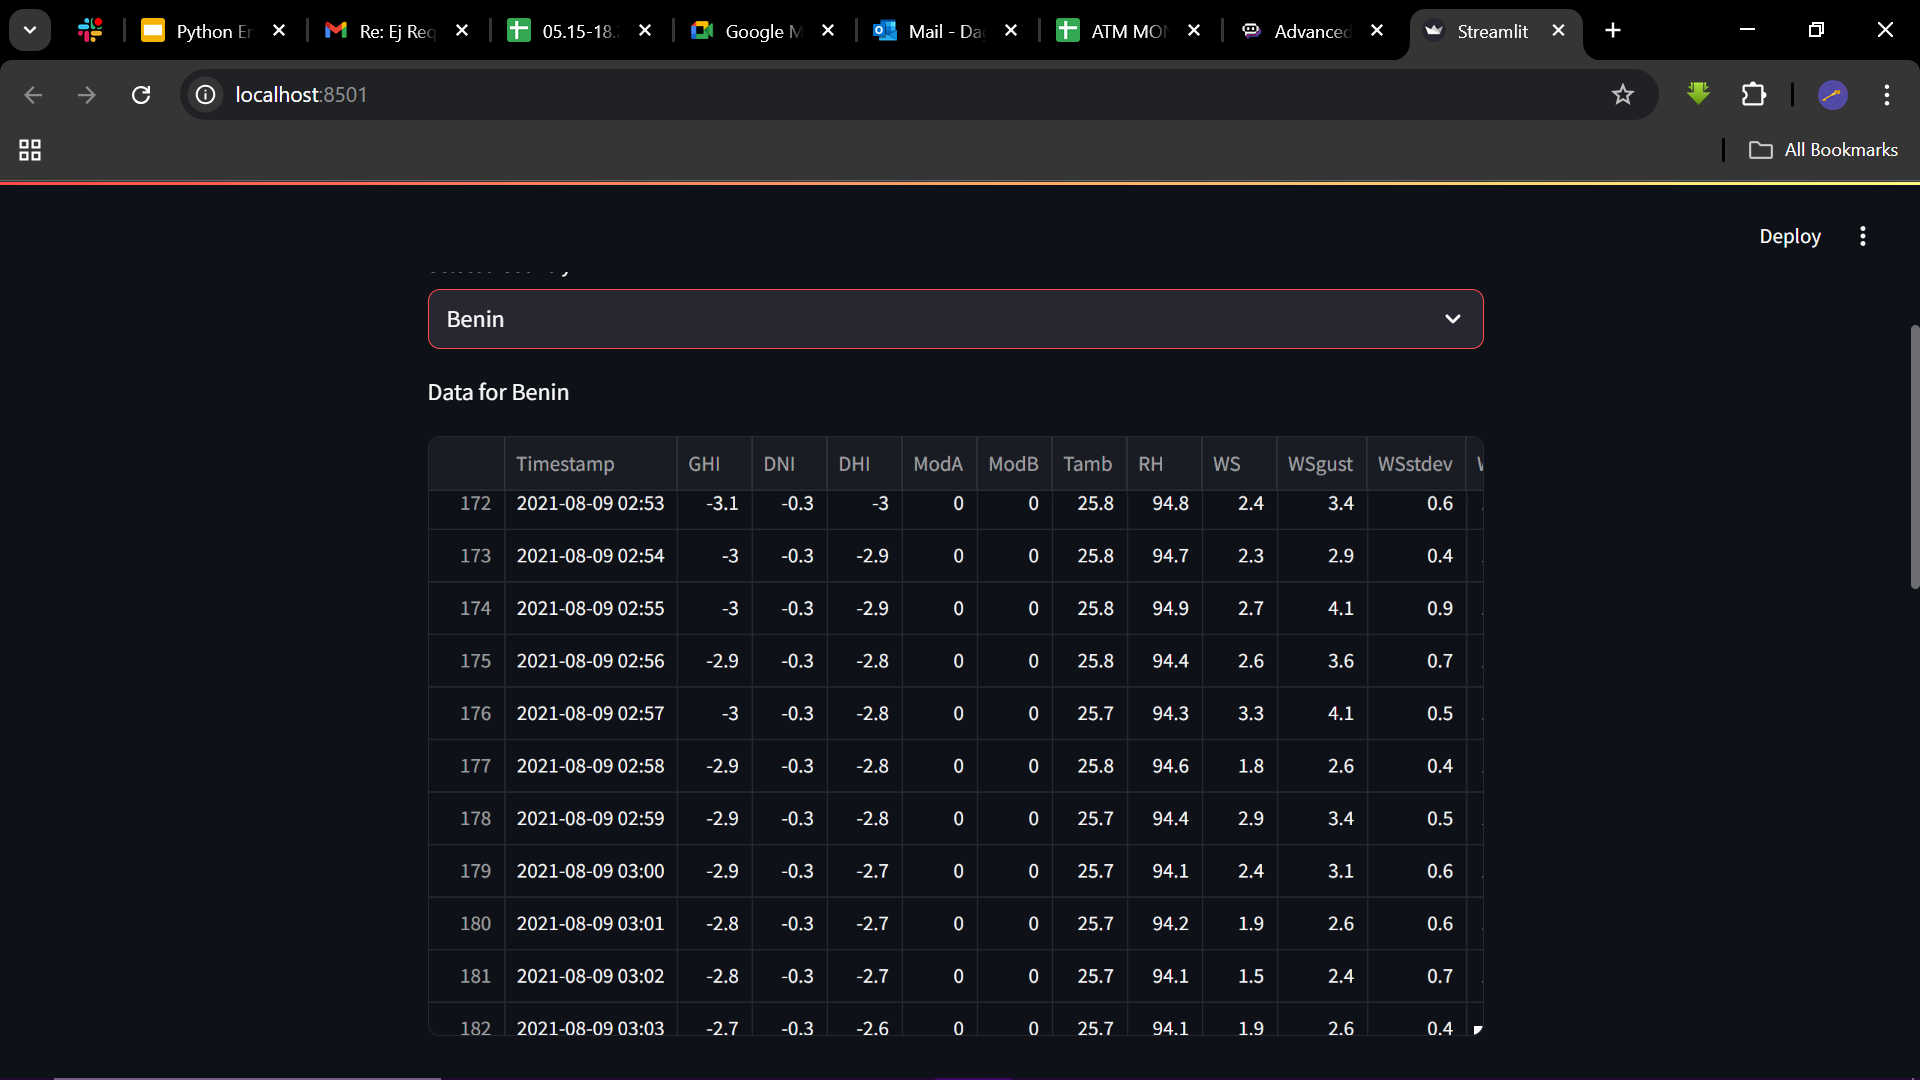 Python Er
Re: Ej Req
05.15-18.
Google M
Mail - Da
ATM MO
Advanced
Streamlit
localhost:8501
All Bookmarks
Deploy
Benin
Data for Benin
Timestamp GHI DNI DHI ModA ModB Tamb RH WS WSgust WSstdev
172 2021-08-09 02:53 -3.1 -0.3 -3 0 0 25.8 94.8 2.4 3.4 0.6
173 2021-08-09 02:54 -3 -0.3 -2.9 0 0 25.8 94.7 2.3 2.9 0.4
174 2021-08-09 02:55 -3 -0.3 -2.9 0 0 25.8 94.9 2.7 4.1 0.9
175 2021-08-09 02:56 -2.9 -0.3 -2.8 0 0 25.8 94.4 2.6 3.6 0.7
176 2021-08-09 02:57 -3 -0.3 -2.8 0 0 25.7 94.3 3.3 4.1 0.5
177 2021-08-09 02:58 -2.9 -0.3 -2.8 0 0 25.8 94.6 1.8 2.6 0.4
178 2021-08-09 02:59 -2.9 -0.3 -2.8 0 0 25.7 94.4 2.9 3.4 0.5
179 2021-08-09 03:00 -2.9 -0.3 -2.7 0 0 25.7 94.1 2.4 3.1 0.6
180 2021-08-09 03:01 -2.8 -0.3 -2.7 0 0 25.7 94.2 1.9 2.6 0.6
181 2021-08-09 03:02 -2.8 -0.3 -2.7 0 0 25.7 94.1 1.5 2.4 0.7
182 2021-08-09 03:03 -2.7 -0.3 -2.6 0 0 25.7 94.1 1.9 2.6 0.4